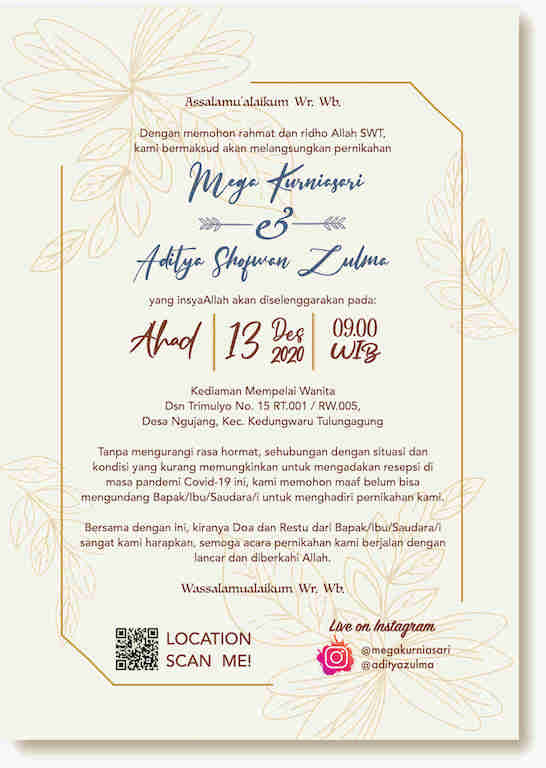 Assalamu'alaikum Wr. Wb.
Dengan memohon rahmat dan ridho Allah SWT,
kami bermaksud akan melangsungkan pernikahan
Mega Kurniasari
&
Aditya Shofwan Zulma
yang insyaAllah akan diselenggarakan pada:
Ahad | 13 Des 2020 | 09.00 WIB
Kediaman Mempelai Wanita
Dsn Trimulyo No. 15 RT.001 / RW.005,
Desa Ngujang, Kec. Kedungwaru Tulungagung
Tanpa mengurangi rasa hormat, sehubungan dengan situasi dan
kondisi yang kurang memungkinkan untuk mengadakan resepsi di
masa pandemi Covid-19 ini, kami memohon maaf belum bisa
mengundang Bapak/Ibu/Saudara/i untuk menghadiri pernikahan kami.
Bersama dengan ini, kiranya Doa dan Restu dari Bapak/Ibu/Saudara/i
sangat kami harapkan, semoga acara pernikahan kami berjalan dengan
lancar dan diberkahi Allah.
Wassalamualaikum Wr. Wb.
LOCATION
SCAN ME!
Live on Instagram
@megakurniasari
@adityazulma